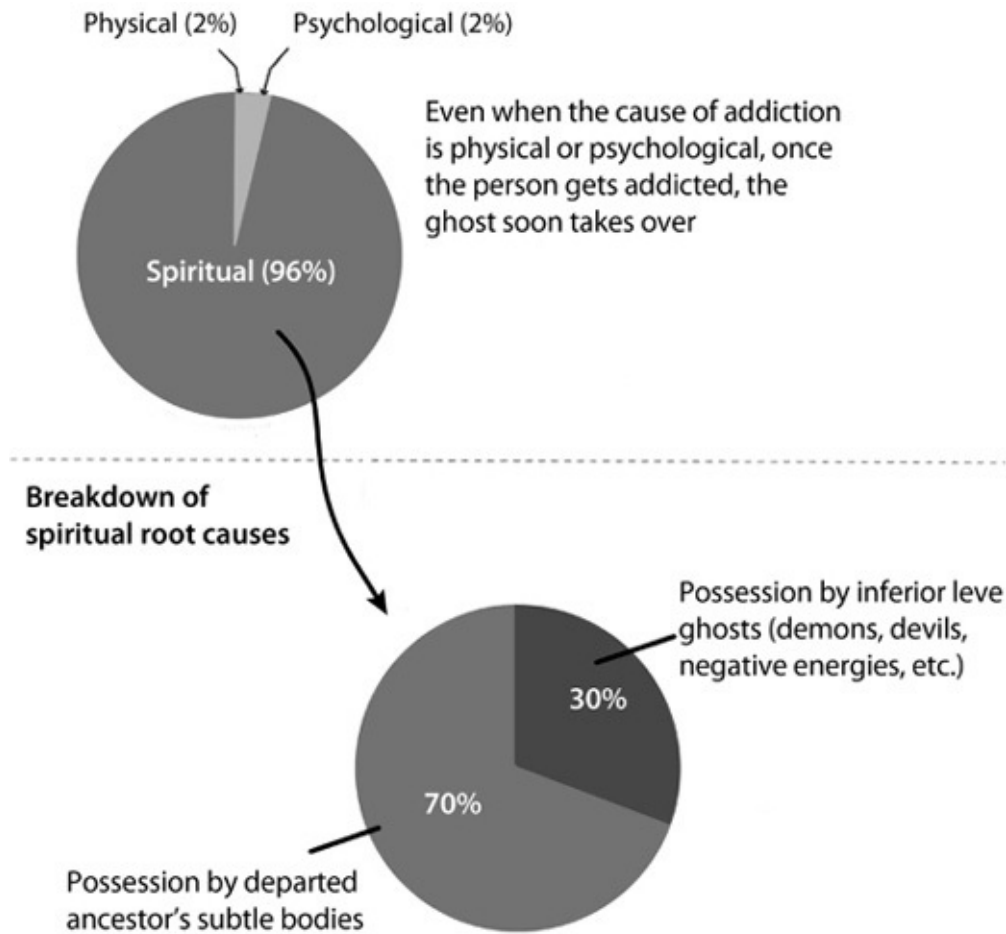 Physical (2%)
Psychological (2%)
Even when the cause of addiction
is physical or psychological, once
the person gets addicted, the
ghost soon takes over
Spiritual (96%)
Breakdown of
spiritual root causes
Possession by inferior leve
ghosts (demons, devils,
negative energies, etc.)
30%
70%
Possession by departed
ancestor's subtle bodies